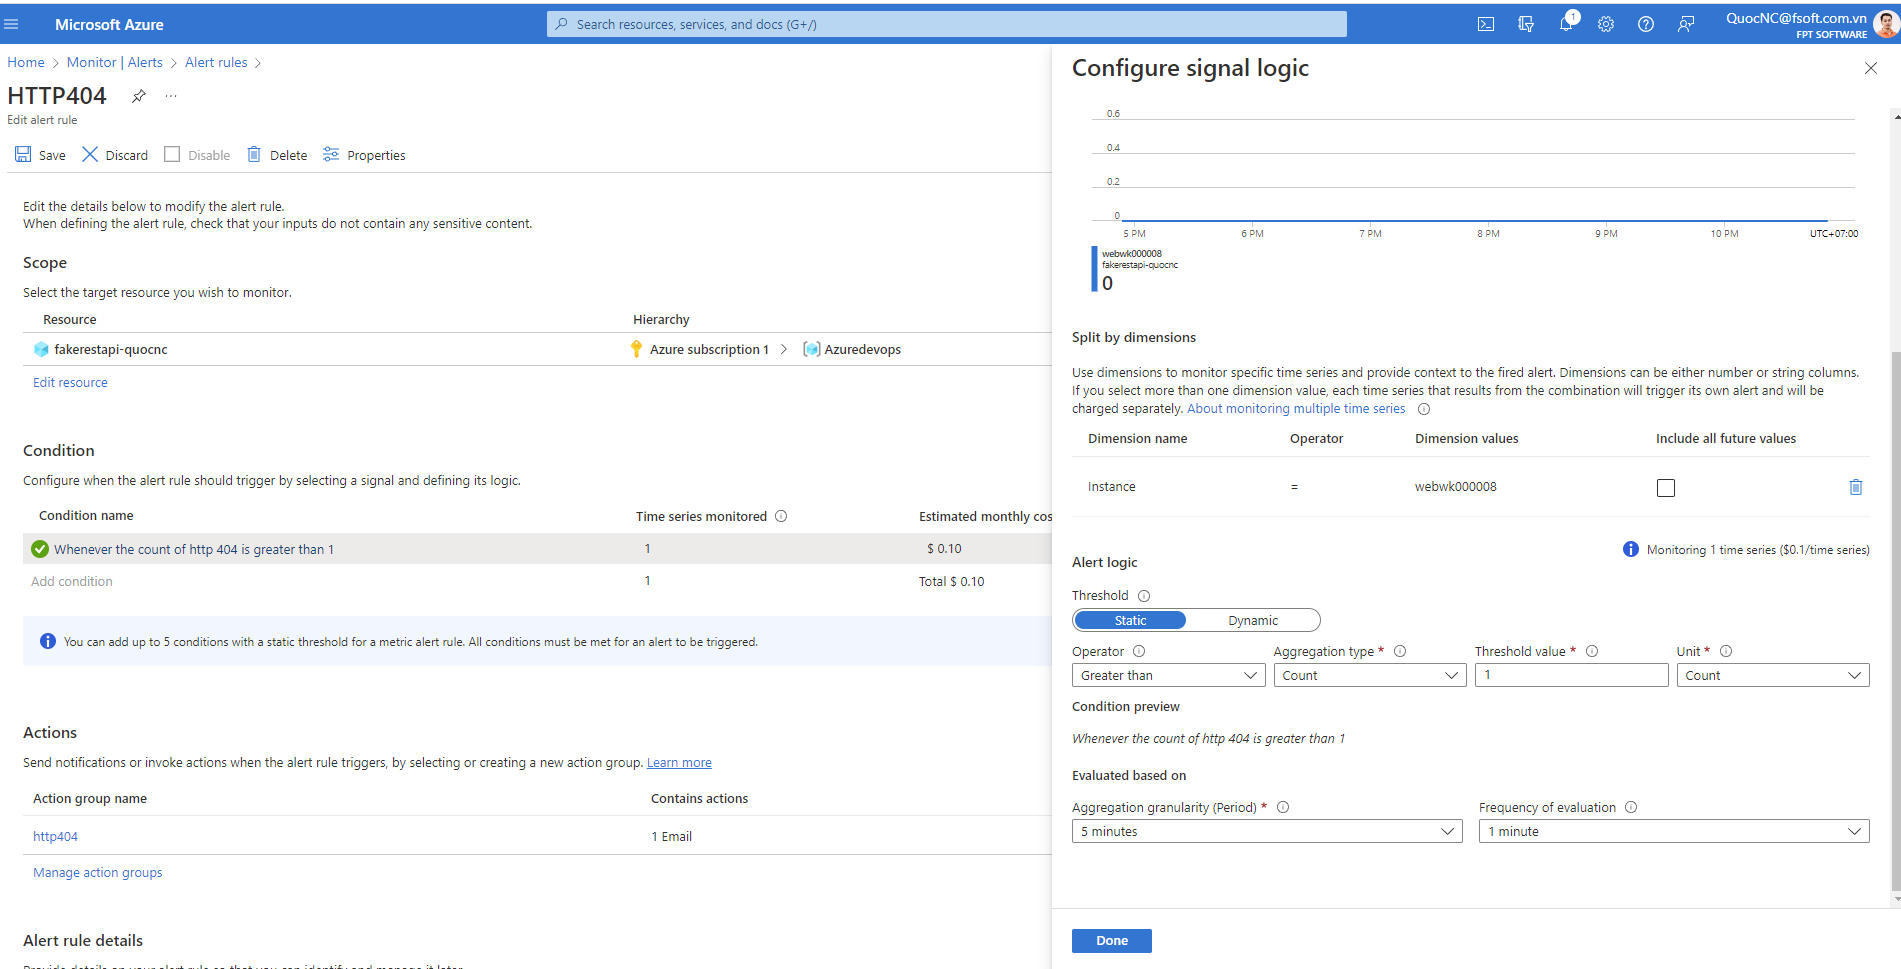 Microsoft Azure
Search resources, services, and docs (G+/)
1
QuocNC@fsoft.com.vn
FPT SOFTWARE
Home > Monitor | Alerts > Alert rules >
HTTP404
...
Edit alert rule
Save Discard Disable Delete Properties
Edit the details below to modify the alert rule.
When defining the alert rule, check that your inputs do not contain any sensitive content.
Scope
Select the target resource you wish to monitor.
Resource Hierarchy
fakerestapi-quocnc Azure subscription 1 > Azuredevops
Edit resource
Condition
Configure when the alert rule should trigger by selecting a signal and defining its logic.
Condition name Time series monitored Estimated monthly cos
Whenever the count of http 404 is greater than 1 1 $ 0.10
Add condition 1 Total $ 0.10
You can add up to 5 conditions with a static threshold for a metric alert rule. All conditions must be met for an alert to be triggered.
Actions
Send notifications or invoke actions when the alert rule triggers, by selecting or creating a new action group. Learn more
Action group name Contains actions
http404 1 Email
Manage action groups
Alert rule details
Provide details on your alert rule so that you can identify and manage it later.
Configure signal logic
0.6
0.4
0.2
0
5 PM 6 PM 7 PM 8 PM 9 PM 10 PM UTC+07:00
webwk000008
fakerestapi-quocnc
0
Split by dimensions
Use dimensions to monitor specific time series and provide context to the fired alert. Dimensions can be either number or string columns.
If you select more than one dimension value, each time series that results from the combination will trigger its own alert and will be
charged separately. About monitoring multiple time series
Dimension name Operator Dimension values Include all future values
Instance = webwk000008
Monitoring 1 time series ($0.1/time series)
Alert logic
Threshold
Static Dynamic
Operator Aggregation type * Threshold value * Unit *
Greater than Count 1 Count
Condition preview
Whenever the count of http 404 is greater than 1
Evaluated based on
Aggregation granularity (Period) * Frequency of evaluation
5 minutes 1 minute
Done